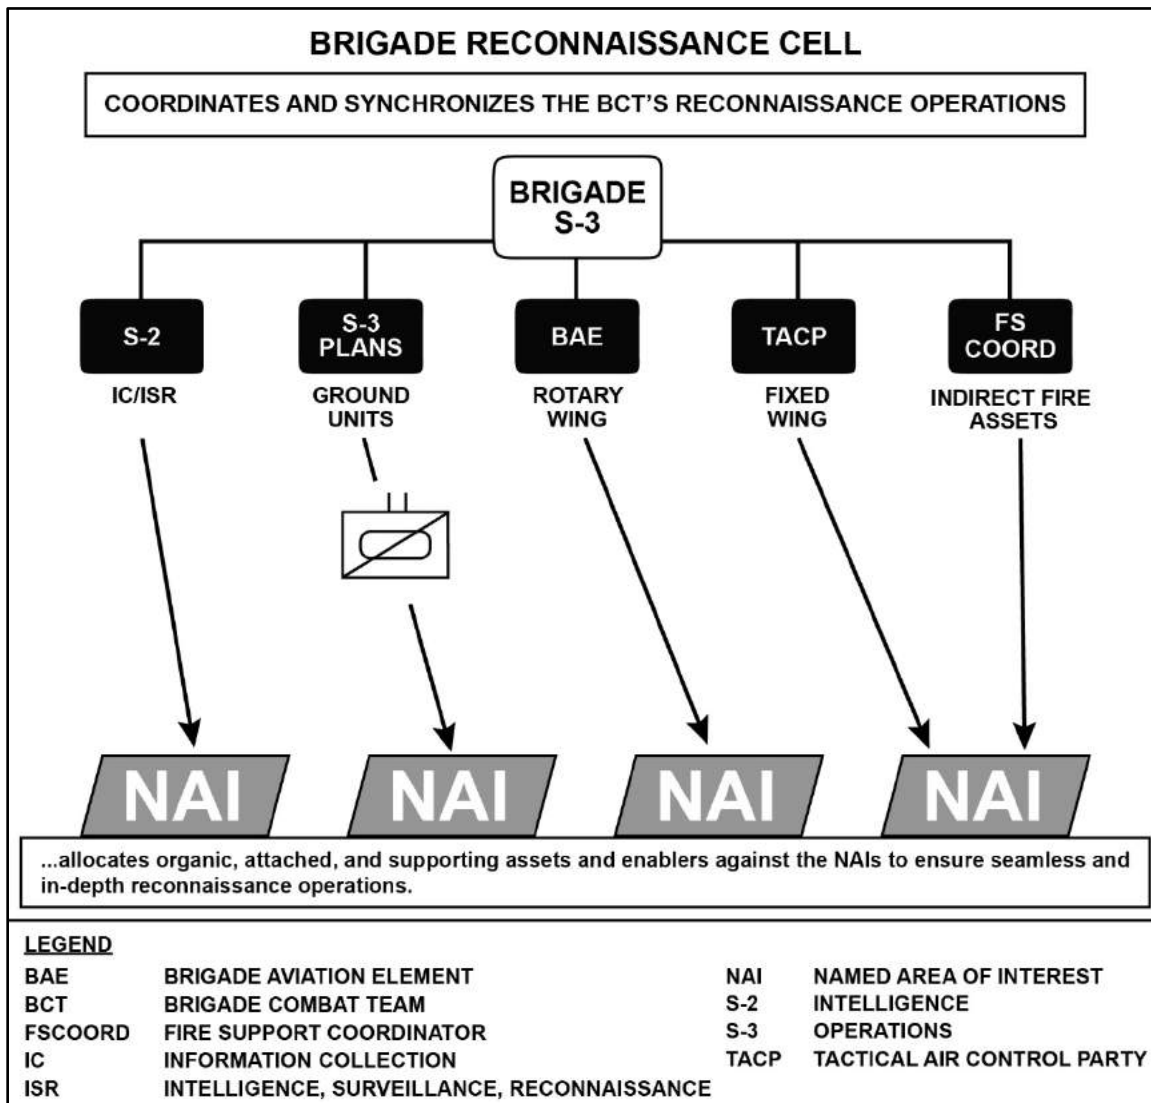 BRIGADE RECONNAISSANCE CELL
COORDINATES AND SYNCHRONIZES THE BCT'S RECONNAISSANCE OPERATIONS
BRIGADE
S-3
S-2
IC/ISR
S-3
PLANS
GROUND
UNITS
BAE
ROTARY
WING
TACP
FIXED
WING
FS
COORD
INDIRECT FIRE
ASSETS
NAI
NAI
NAI
NAI
...allocates organic, attached, and supporting assets and enablers against the NAIs to ensure seamless and
in-depth reconnaissance operations.
LEGEND
BAE BRIGADE AVIATION ELEMENT
BCT BRIGADE COMBAT TEAM
FSCOORD FIRE SUPPORT COORDINATOR
IC INFORMATION COLLECTION
ISR INTELLIGENCE, SURVEILLANCE, RECONNAISSANCE
NAI NAMED AREA OF INTEREST
S-2 INTELLIGENCE
S-3 OPERATIONS
TACP TACTICAL AIR CONTROL PARTY